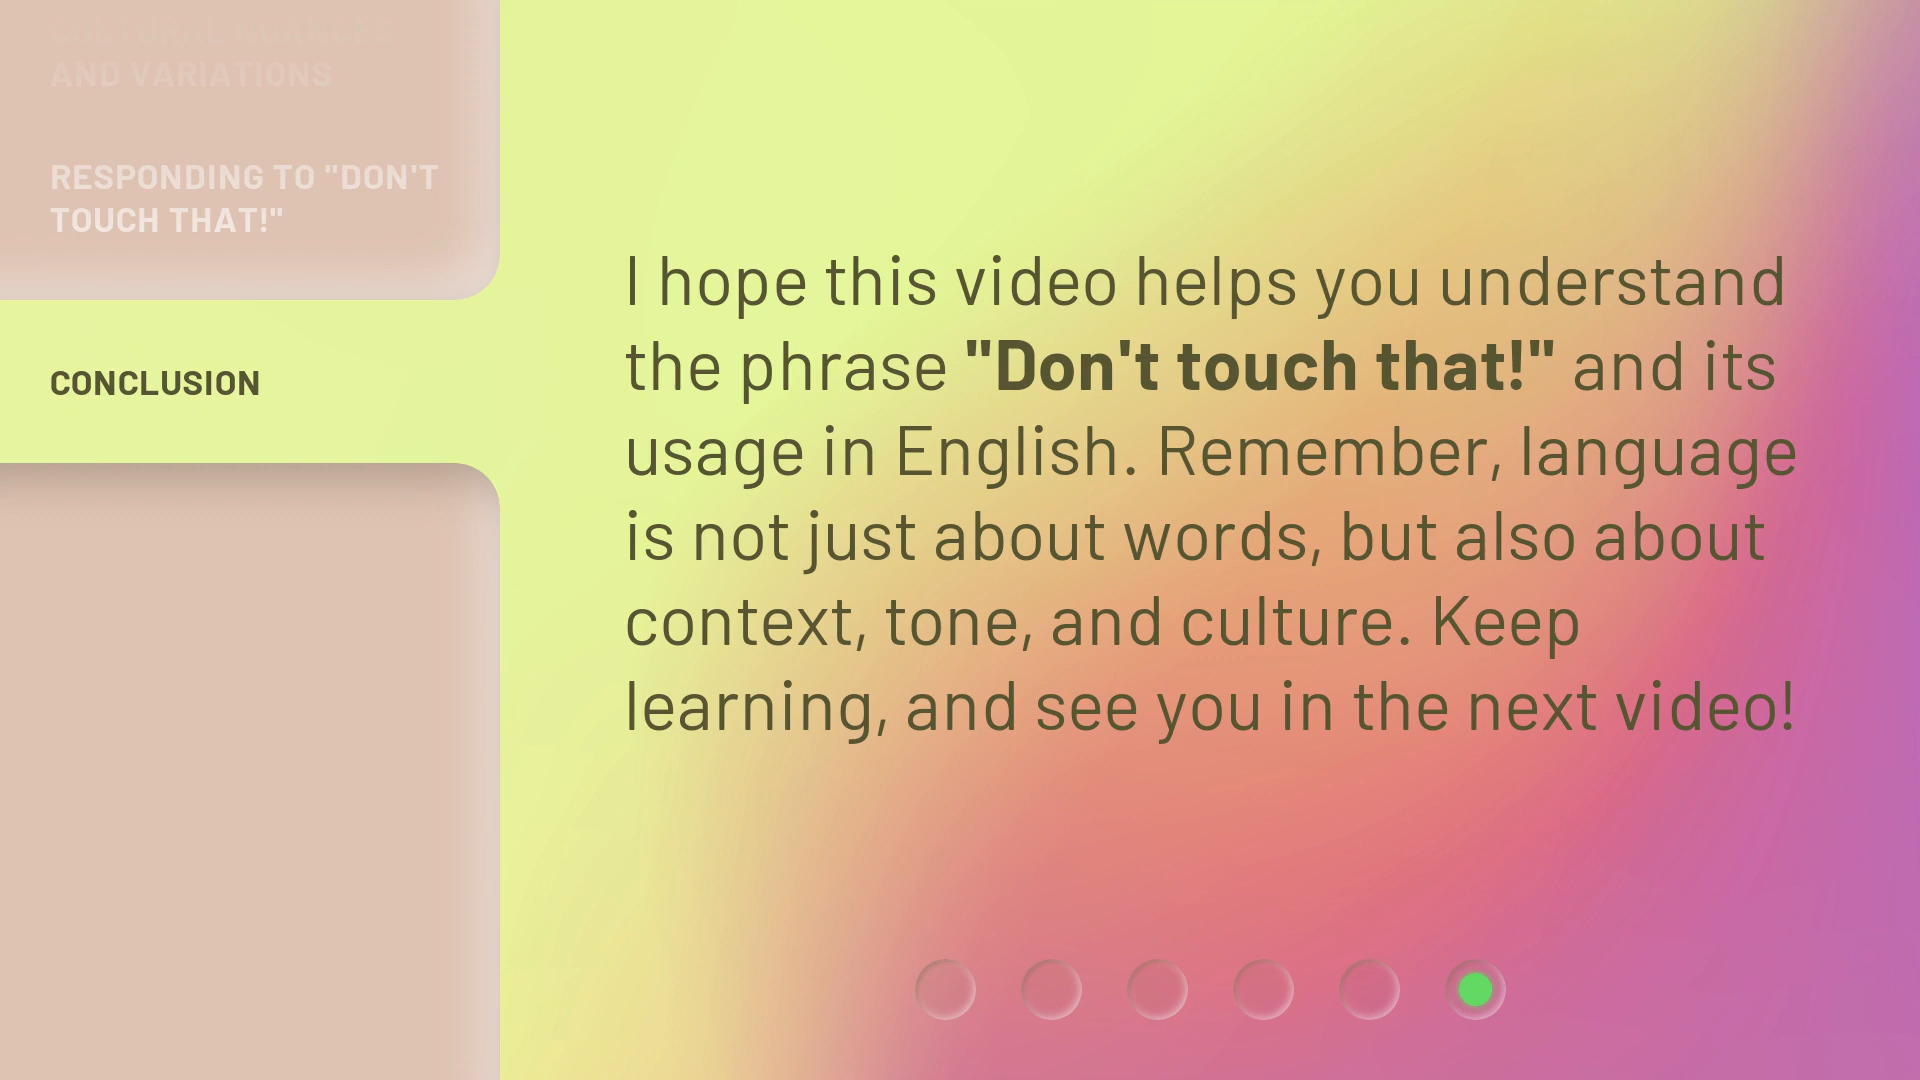 CULTURAL NUANCES
AND VARIATIONS
RESPONDING TO "DON'T
TOUCH THAT!"
CONCLUSION
I hope this video helps you understand
the phrase "Don't touch that!" and its
usage in English. Remember, language
is not just about words, but also about
context, tone, and culture. Keep
learning, and see you in the next video!